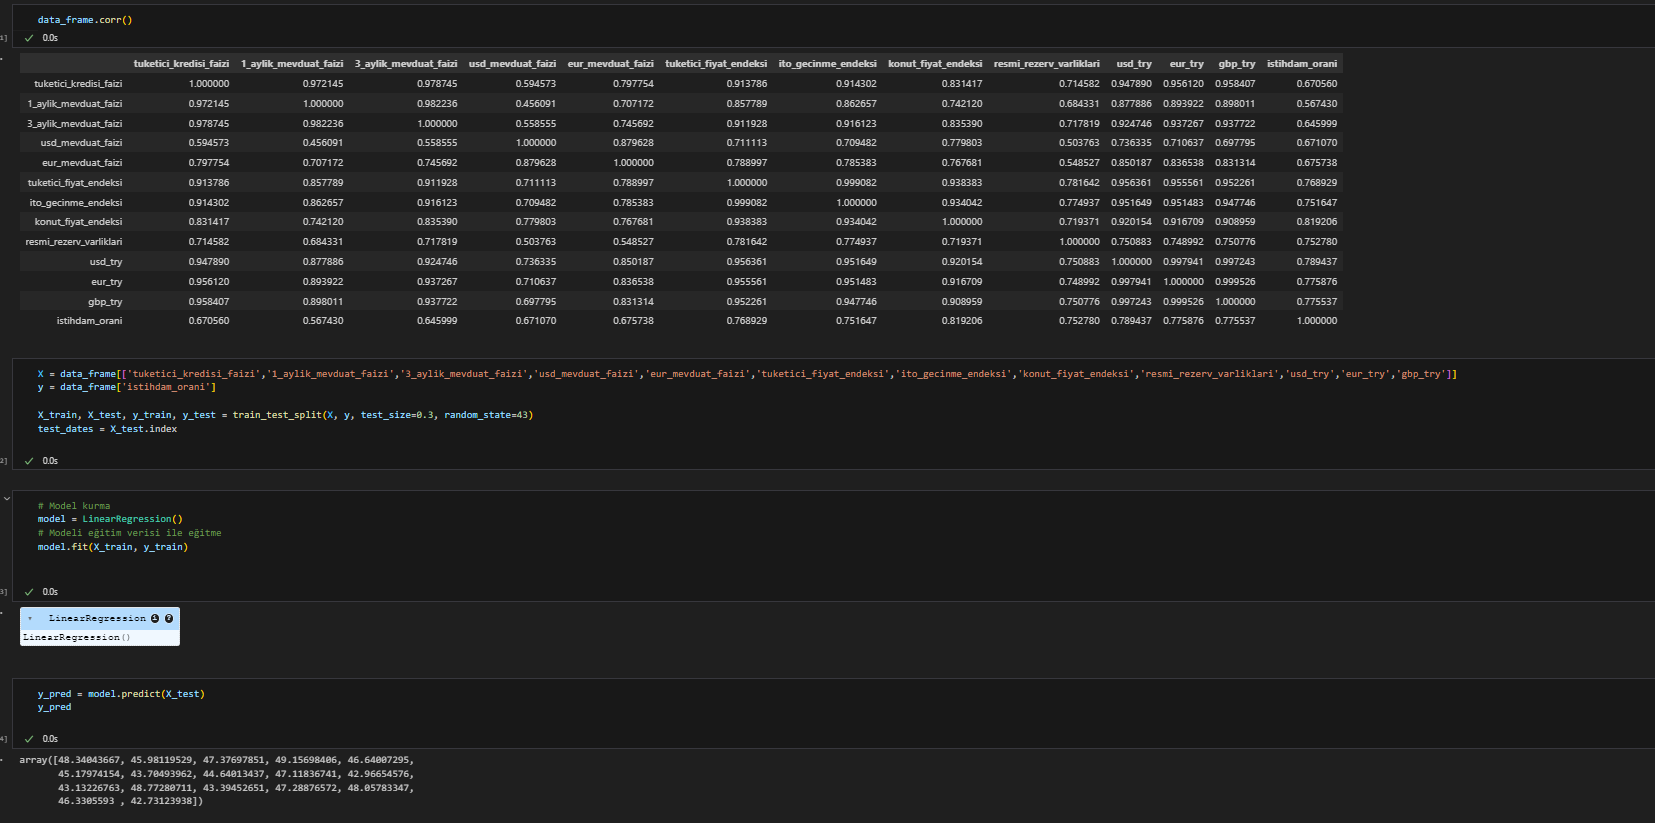 data_frame.corr()
1]
0.0s
tuketici_kredisi_faizi 1_aylik_mevduat_faizi 3_aylik_mevduat_faizi usd_mevduat_faizi eur_mevduat_faizi tuketici_fiyat_endeksi ito_gecinme_endeksi konut_fiyat_endeksi resmi_rezerv_varliklari usd_try eur_try gbp_try istihdam_orani
tuketici_kredisi_faizi 1.000000 0.972145 0.978745 0.594573 0.797754 0.913786 0.914302 0.831417 0.714582 0.947890 0.956120 0.958407 0.670560
1_aylik_mevduat_faizi 0.972145 1.000000 0.982236 0.456091 0.707172 0.857789 0.862657 0.742120 0.684331 0.877886 0.893922 0.898011 0.567430
3_aylik_mevduat_faizi 0.978745 0.982236 1.000000 0.558555 0.745692 0.911928 0.916123 0.835390 0.717819 0.924746 0.937267 0.937722 0.645999
usd_mevduat_faizi 0.594573 0.456091 0.558555 1.000000 0.879628 0.711113 0.709482 0.779803 0.503763 0.736335 0.710637 0.697795 0.671070
eur_mevduat_faizi 0.797754 0.707172 0.745692 0.879628 1.000000 0.788997 0.785383 0.767681 0.548527 0.850187 0.836538 0.831314 0.675738
tuketici_fiyat_endeksi 0.913786 0.857789 0.911928 0.711113 0.788997 1.000000 0.999082 0.938383 0.781642 0.956361 0.955561 0.952261 0.768929
ito_gecinme_endeksi 0.914302 0.862657 0.916123 0.709482 0.785383 0.999082 1.000000 0.934042 0.774937 0.951649 0.951483 0.947746 0.751647
konut_fiyat_endeksi 0.831417 0.742120 0.835390 0.779803 0.767681 0.938383 0.934042 1.000000 0.719371 0.920154 0.916709 0.908959 0.819206
resmi_rezerv_varliklari 0.714582 0.684331 0.717819 0.503763 0.548527 0.781642 0.774937 0.719371 1.000000 0.750883 0.748992 0.750776 0.752780
usd_try 0.947890 0.877886 0.924746 0.736335 0.850187 0.956361 0.951649 0.920154 0.750883 1.000000 0.997941 0.997243 0.789437
eur_try 0.956120 0.893922 0.937267 0.710637 0.836538 0.955561 0.951483 0.916709 0.748992 0.997941 1.000000 0.999526 0.775876
gbp_try 0.958407 0.898011 0.937722 0.697795 0.831314 0.952261 0.947746 0.908959 0.750776 0.997243 0.999526 1.000000 0.775537
istihdam_orani 0.670560 0.567430 0.645999 0.671070 0.675738 0.768929 0.751647 0.819206 0.752780 0.789437 0.775876 0.775537 1.000000
X = data_frame[['tuketici_kredisi_faizi','1_aylik_mevduat_faizi','3_aylik_mevduat_faizi','usd_mevduat_faizi','eur_mevduat_faizi','tuketici_fiyat_endeksi','ito_gecinme_endeksi','konut_fiyat_endeksi','resmi_rezerv_varliklari','usd_try','eur_try','gbp_try']]
y = data_frame['istihdam_orani']
X_train, X_test, y_train, y_test = train_test_split(X, y, test_size=0.3, random_state=43)
test_dates = X_test.index
2]
0.0s
# Model kurma
model = LinearRegression()
# Modeli eğitim verisi ile eğitme
model.fit(X_train, y_train)
3]
0.0s
LinearRegression i ?
LinearRegression()
y_pred = model.predict(X_test)
y_pred
4]
0.0s
array([48.34043667, 45.98119529, 47.37697851, 49.15698406, 46.64007295,
45.17974154, 43.70493962, 44.64013437, 47.11836741, 42.96654576,
43.13226763, 48.77280711, 43.39452651, 47.28876572, 48.05783347,
46.3305593 , 42.73123938])